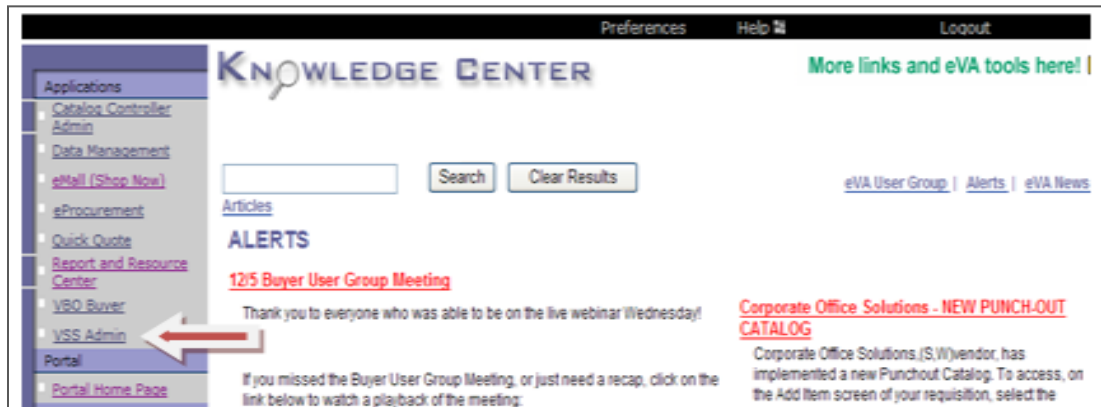 Preferences Help Logout
KNOWLEDGE CENTER
More links and eVA tools here!
Applications
Catalog Controller
Admin
Data Management
eMall (Shop Now)
eProcurement
Quick Quote
Report and Resource
Center
VBO Buyer
VSS Admin
Portal
Portal Home Page
Search Clear Results
eVA User Group | Alerts | eVA News
Articles
ALERTS
12/5 Buyer User Group Meeting
Thank you to everyone who was able to be on the live webinar Wednesday!
If you missed the Buyer User Group Meeting, or just need a recap, click on the
link below to watch a playback of the meeting:
Corporate Office Solutions - NEW PUNCH-OUT
CATALOG
Corporate Office Solutions,(S,W)vendor, has
implemented a new Punchout Catalog. To access, on
the Add Item screen of your requisition, select the